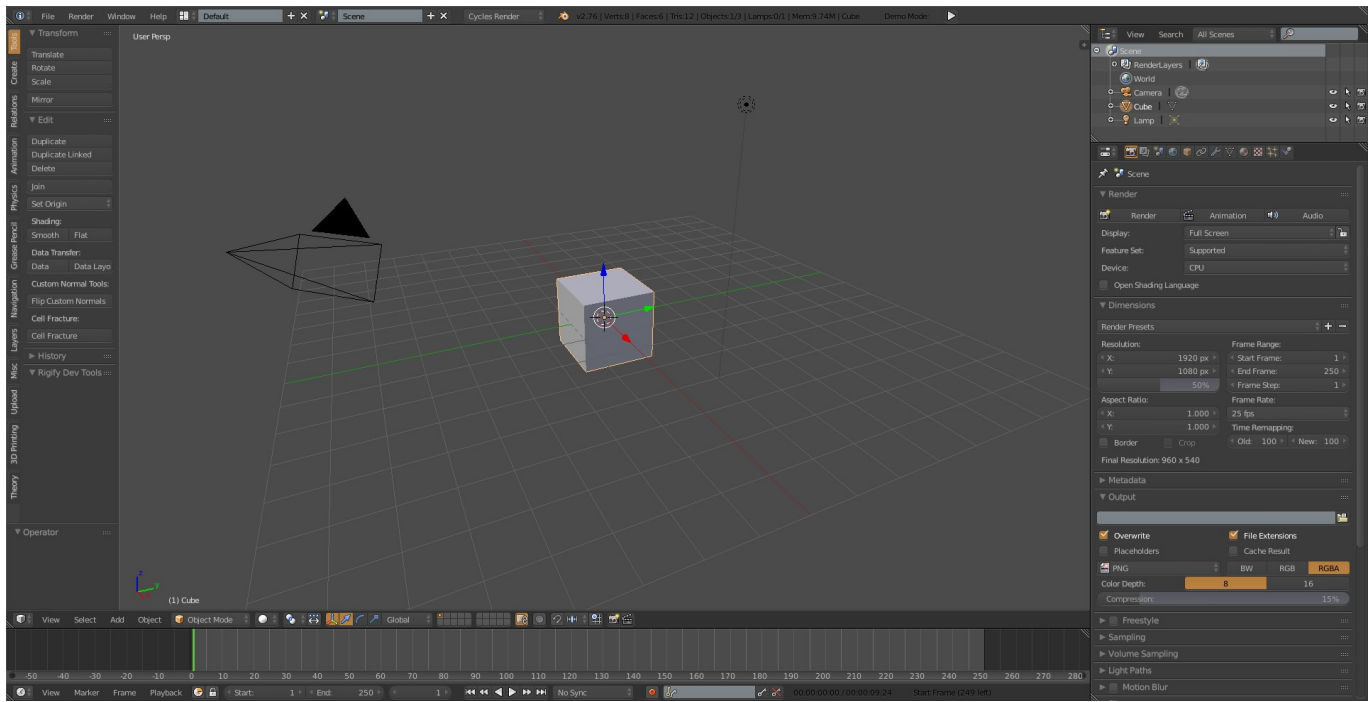 File Render Window Help Default Scene Cycles Render v2.76 | Verts:8 | Faces:6 | Tris:12 | Objects:1/3 | Lamps:0/1 | Mem:9.74M | Cube Demo Mode:
Tools
Create
Relations
Animation
Physics
Grease Pencil
Navigation
Layers
Misc
Upload
3D Printing
Theory
Transform
Translate
Rotate
Scale
Mirror
Edit
Duplicate
Duplicate Linked
Delete
Join
Set Origin
Shading:
Smooth Flat
Data Transfer:
Data Data Layo
Custom Normal Tools:
Flip Custom Normals
Cell Fracture:
Cell Fracture
History
Rigify Dev Tools
Operator
User Persp
z
y
(1) Cube
View Select Add Object Object Mode Global
-50 -40 -30 -20 -10 0 10 20 30 40 50 60 70 80 90 100 110 120 130 140 150 160 170 180 190 200 210 220 230 240 250 260 270 280
View Marker Frame Playback Start: 1 End: 250 1 No Sync 00:00:00:00 / 00:00:09:24 Start Frame (249 left)
View Search All Scenes
Scene
RenderLayers
World
Camera
Cube
Lamp
Scene
Render
Render Animation Audio
Display: Full Screen
Feature Set: Supported
Device: CPU
Open Shading Language
Dimensions
Render Presets
Resolution: Frame Range:
X: 1920 px Start Frame: 1
Y: 1080 px End Frame: 250
50% Frame Step: 1
Aspect Ratio: Frame Rate:
X: 1.000 25 fps
Y: 1.000 Time Remapping:
Border Crop Old: 100 New: 100
Final Resolution: 960 x 540
Metadata
Output
Overwrite File Extensions
Placeholders Cache Result
PNG BW RGB RGBA
Color Depth: 8 16
Compression: 15%
Freestyle
Sampling
Volume Sampling
Light Paths
Motion Blur